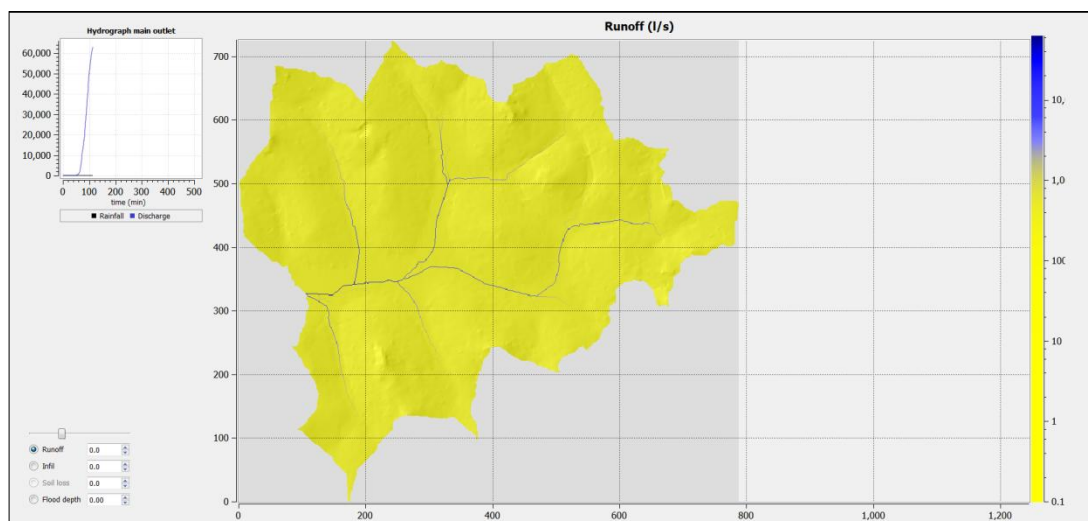 Runoff (l/s)
Hydrograph main outlet
60,000
50,000
40,000
30,000
20,000
10,000
0
0 100 200 300 400 500
time (min)
Rainfall Discharge
700
600
500
400
300
200
100
0
0 200 400 600 800 1,000 1,200
10,
1,0
100
10
1
0.1
Runoff 0.0
Infil 0.0
Soil loss 0.0
Flood depth 0.00